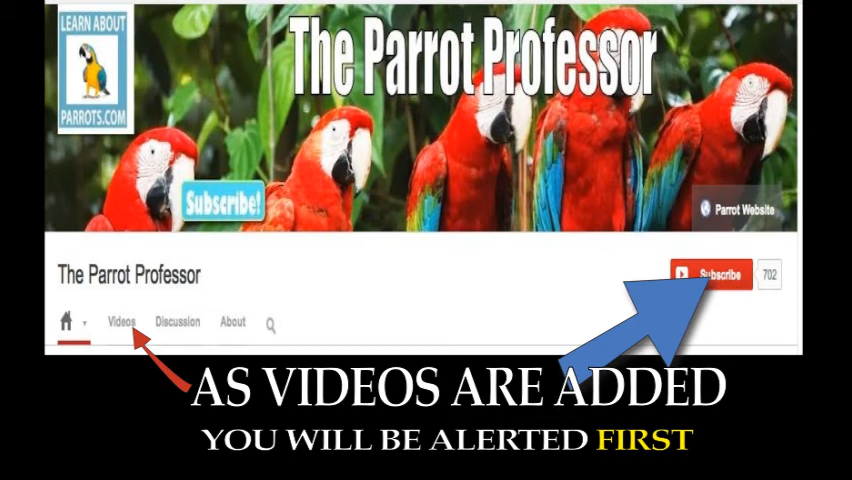 LEARN ABOUT
PARROTS.COM
The Parrot Professor
Subscribe!
Parrot Website
The Parrot Professor
Subscribe 702
Videos Discussion About
AS VIDEOS ARE ADDED
YOU WILL BE ALERTED FIRST